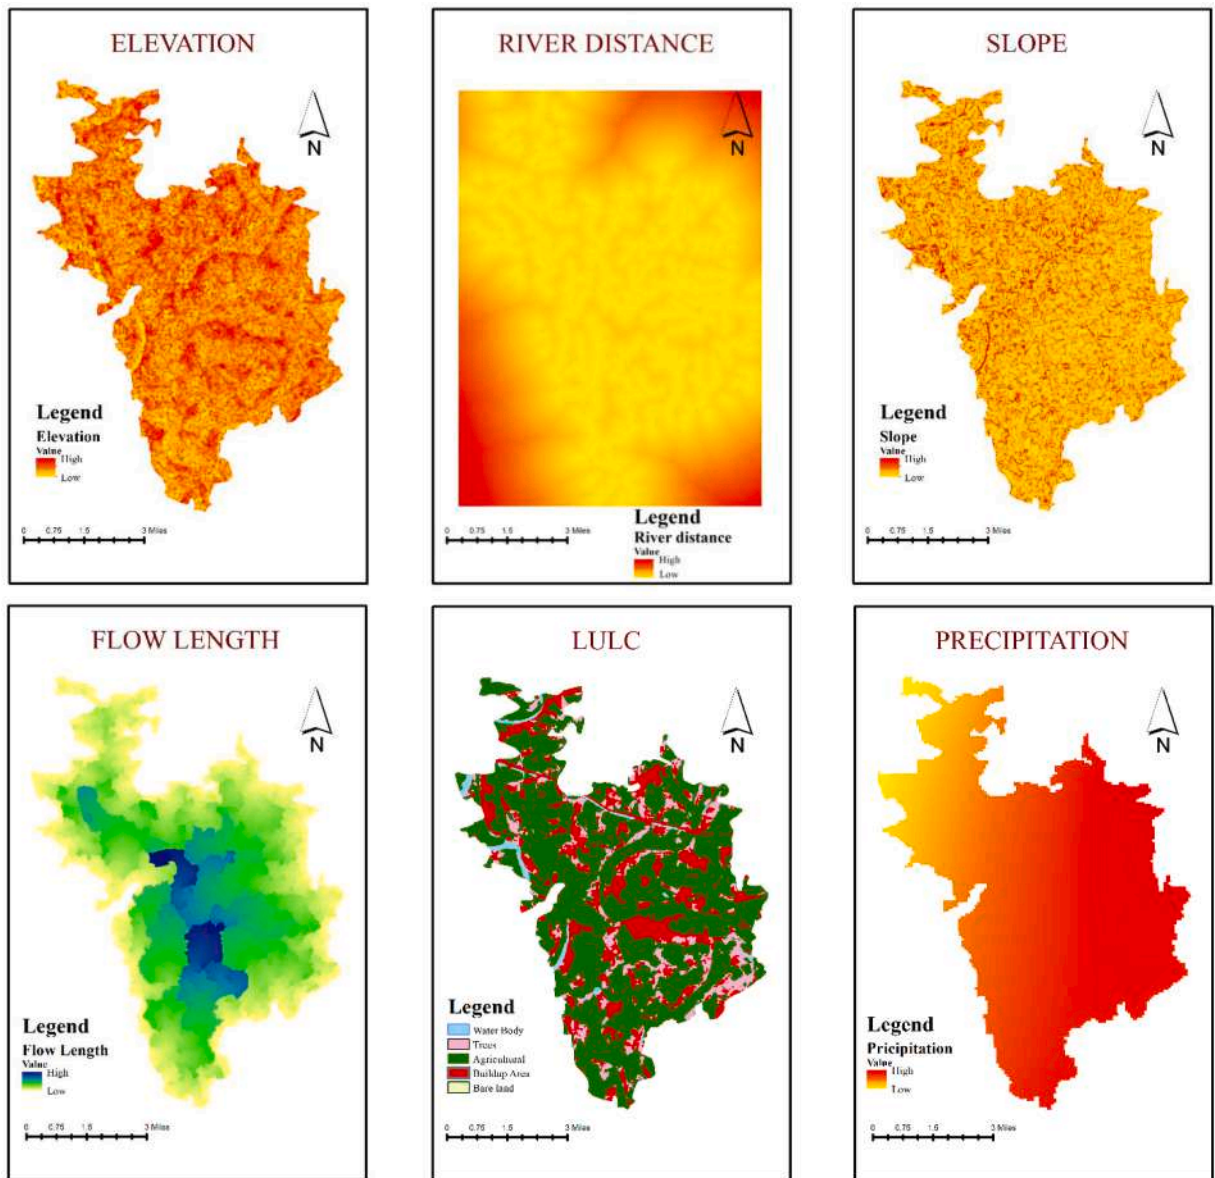 ELEVATION
N
Legend
Elevation
Value
High
Low
0 0.75 1.5 3 Miles
RIVER DISTANCE
N
0 0.75 1.5 3 Miles
Legend
River distance
Value
High
Low
SLOPE
N
Legend
Slope
Value
High
Low
0 0.75 1.5 3 Miles
FLOW LENGTH
N
Legend
Flow Length
Value
High
Low
0 0.75 1.5 3 Miles
LULC
N
Legend
Water Body
Trees
Agricultural
Buildup Area
Bare land
0 0.75 1.5 3 Miles
PRECIPITATION
N
Legend
Pricipitation
Value
High
Low
0 0.75 1.5 3 Miles